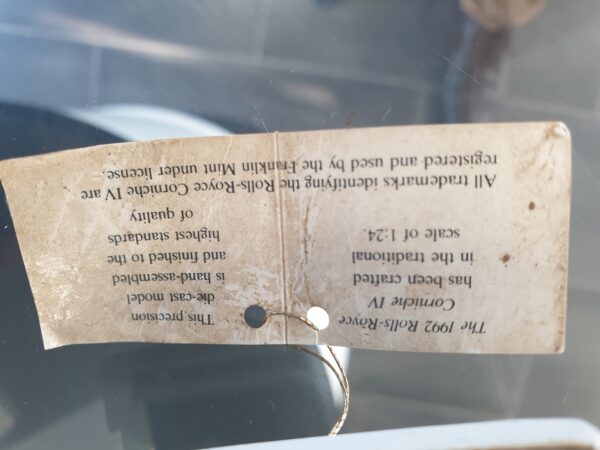 The 1992 Rolls-Royce
Corniche IV
has been crafted
in the traditional
scale of 1:24.
This precision
die-cast model
is hand-assembled
and finished to the
highest standards
of quality
All trademarks identifying the Rolls-Royce Corniche IV are
registered and used by the Franklin Mint under license.